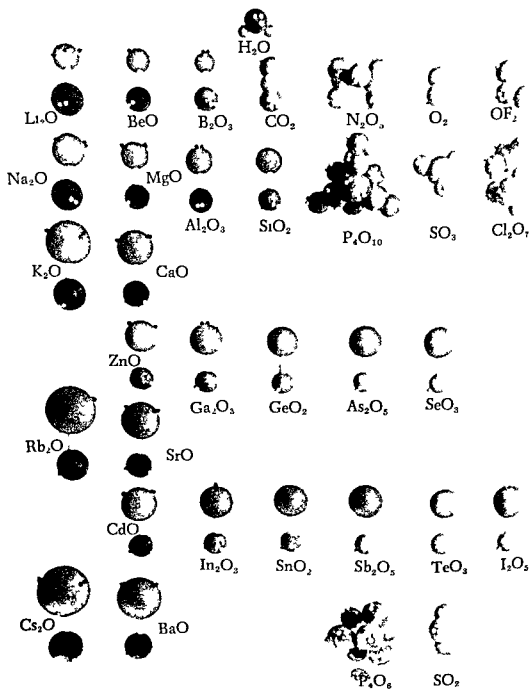 H₂O
Li₂O BeO B₂O₃ CO₂ N₂O₅ O₂ OF₂
Na₂O MgO
Al₂O₃ SiO₂ P₄O₁₀ SO₃ Cl₂O₇
K₂O CaO
ZnO
Ga₂O₃ GeO₂ As₂O₅ SeO₃
Rb₂O SrO
CdO
In₂O₃ SnO₂ Sb₂O₅ TeO₃ I₂O₅
Cs₂O BaO
P₄O₆ SO₂